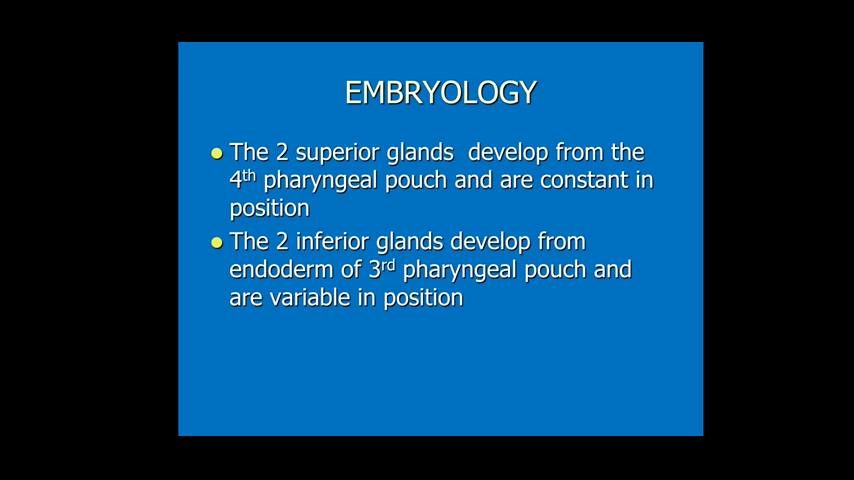 EMBRYOLOGY
The 2 superior glands develop from the
4th pharyngeal pouch and are constant in
position
The 2 inferior glands develop from
endoderm of 3rd pharyngeal pouch and
are variable in position